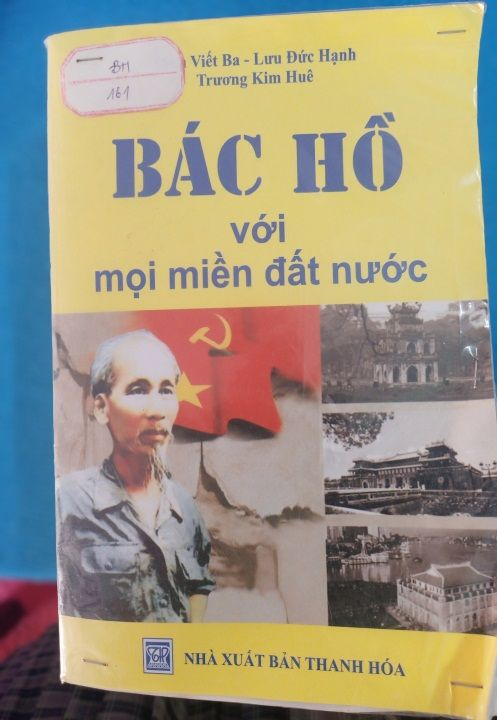 BH
161
Viết Ba - Lưu Đức Hạnh
Trương Kim Huê
BÁC HỒ
với
mọi miền đất nước
NHÀ XUẤT BẢN THANH HÓA